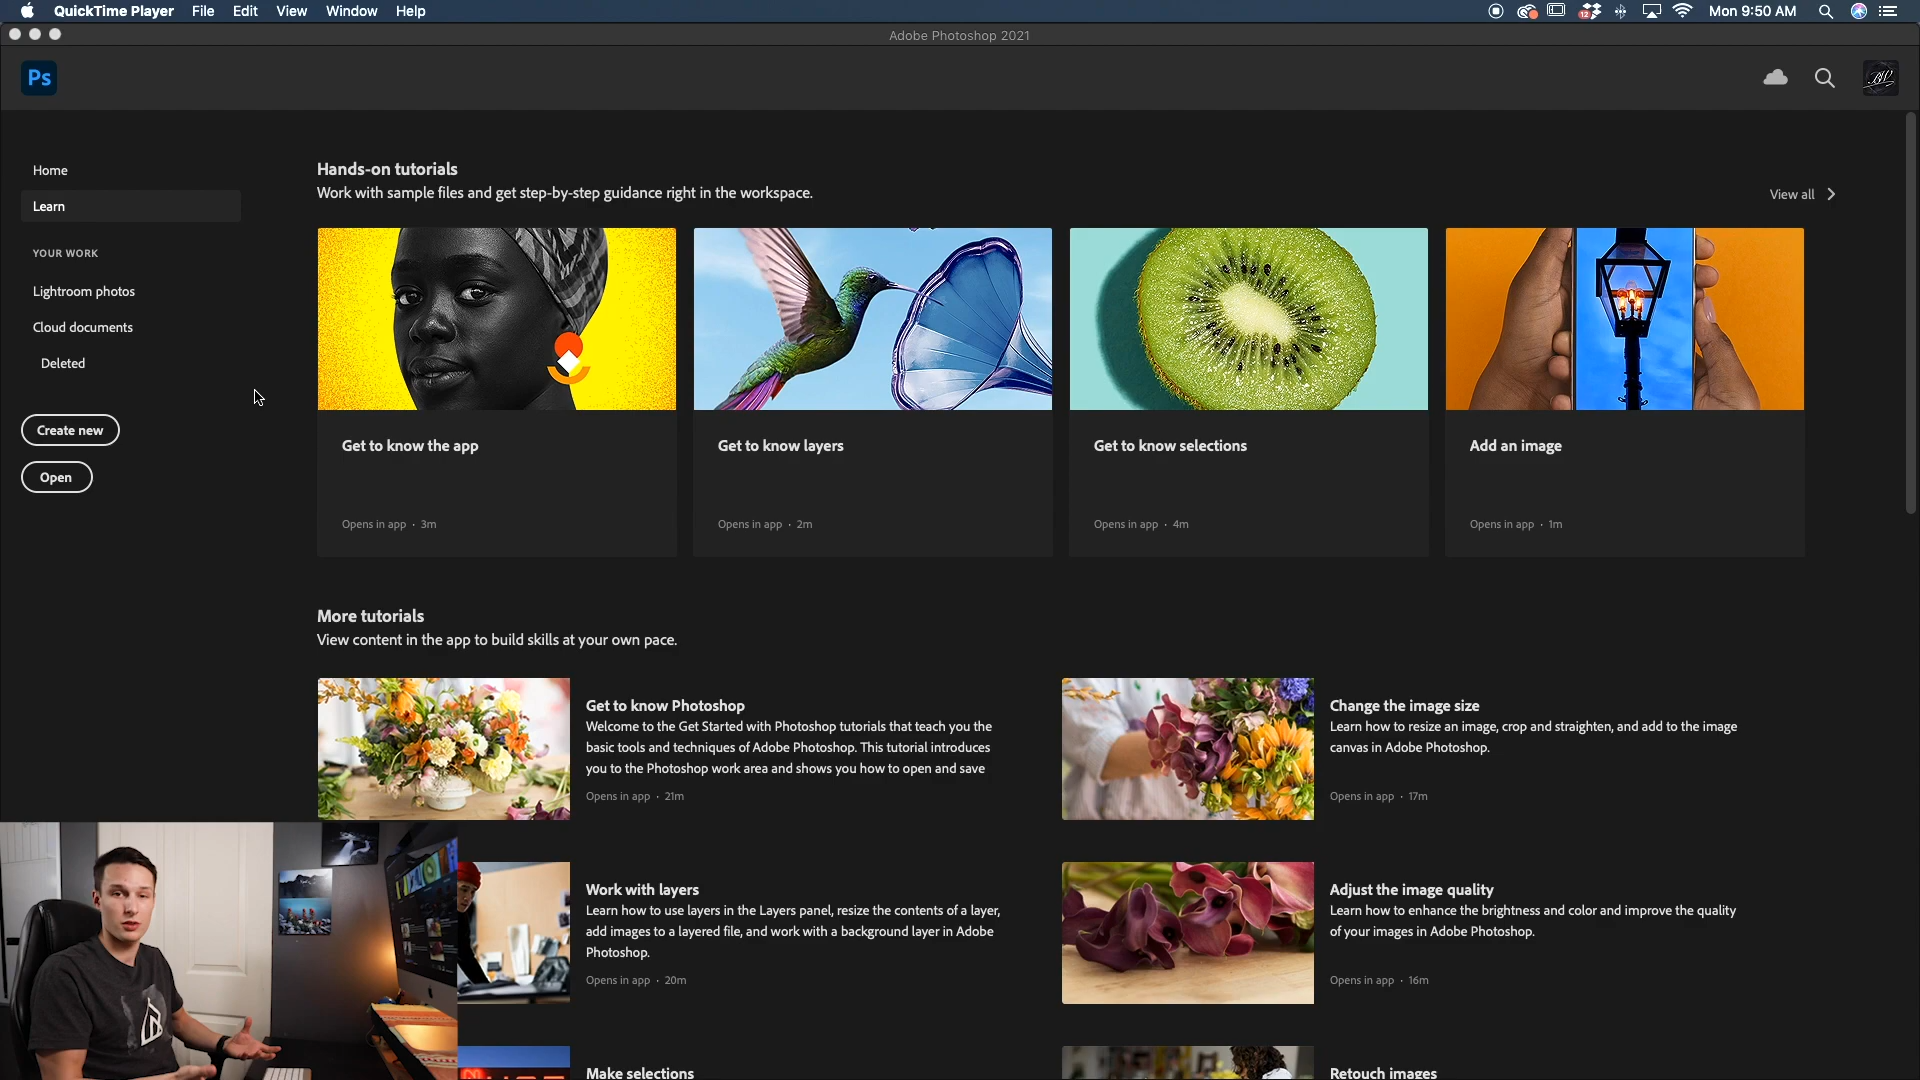 QuickTime Player File Edit View Window Help
12
Mon 9:50 AM
Adobe Photoshop 2021
Ps
Home
Learn
YOUR WORK
Lightroom photos
Cloud documents
Deleted
Create new
Open
Hands-on tutorials
Work with sample files and get step-by-step guidance right in the workspace.
View all
Get to know the app
Opens in app · 3m
Get to know layers
Opens in app · 2m
Get to know selections
Opens in app · 4m
Add an image
Opens in app · 1m
More tutorials
View content in the app to build skills at your own pace.
Get to know Photoshop
Welcome to the Get Started with Photoshop tutorials that teach you the
basic tools and techniques of Adobe Photoshop. This tutorial introduces
you to the Photoshop work area and shows you how to open and save
Opens in app · 21m
Change the image size
Learn how to resize an image, crop and straighten, and add to the image
canvas in Adobe Photoshop.
Opens in app · 17m
Work with layers
Learn how to use layers in the Layers panel, resize the contents of a layer,
add images to a layered file, and work with a background layer in Adobe
Photoshop.
Opens in app · 20m
Adjust the image quality
Learn how to enhance the brightness and color and improve the quality
of your images in Adobe Photoshop.
Opens in app · 16m
Make selections
Retouch images